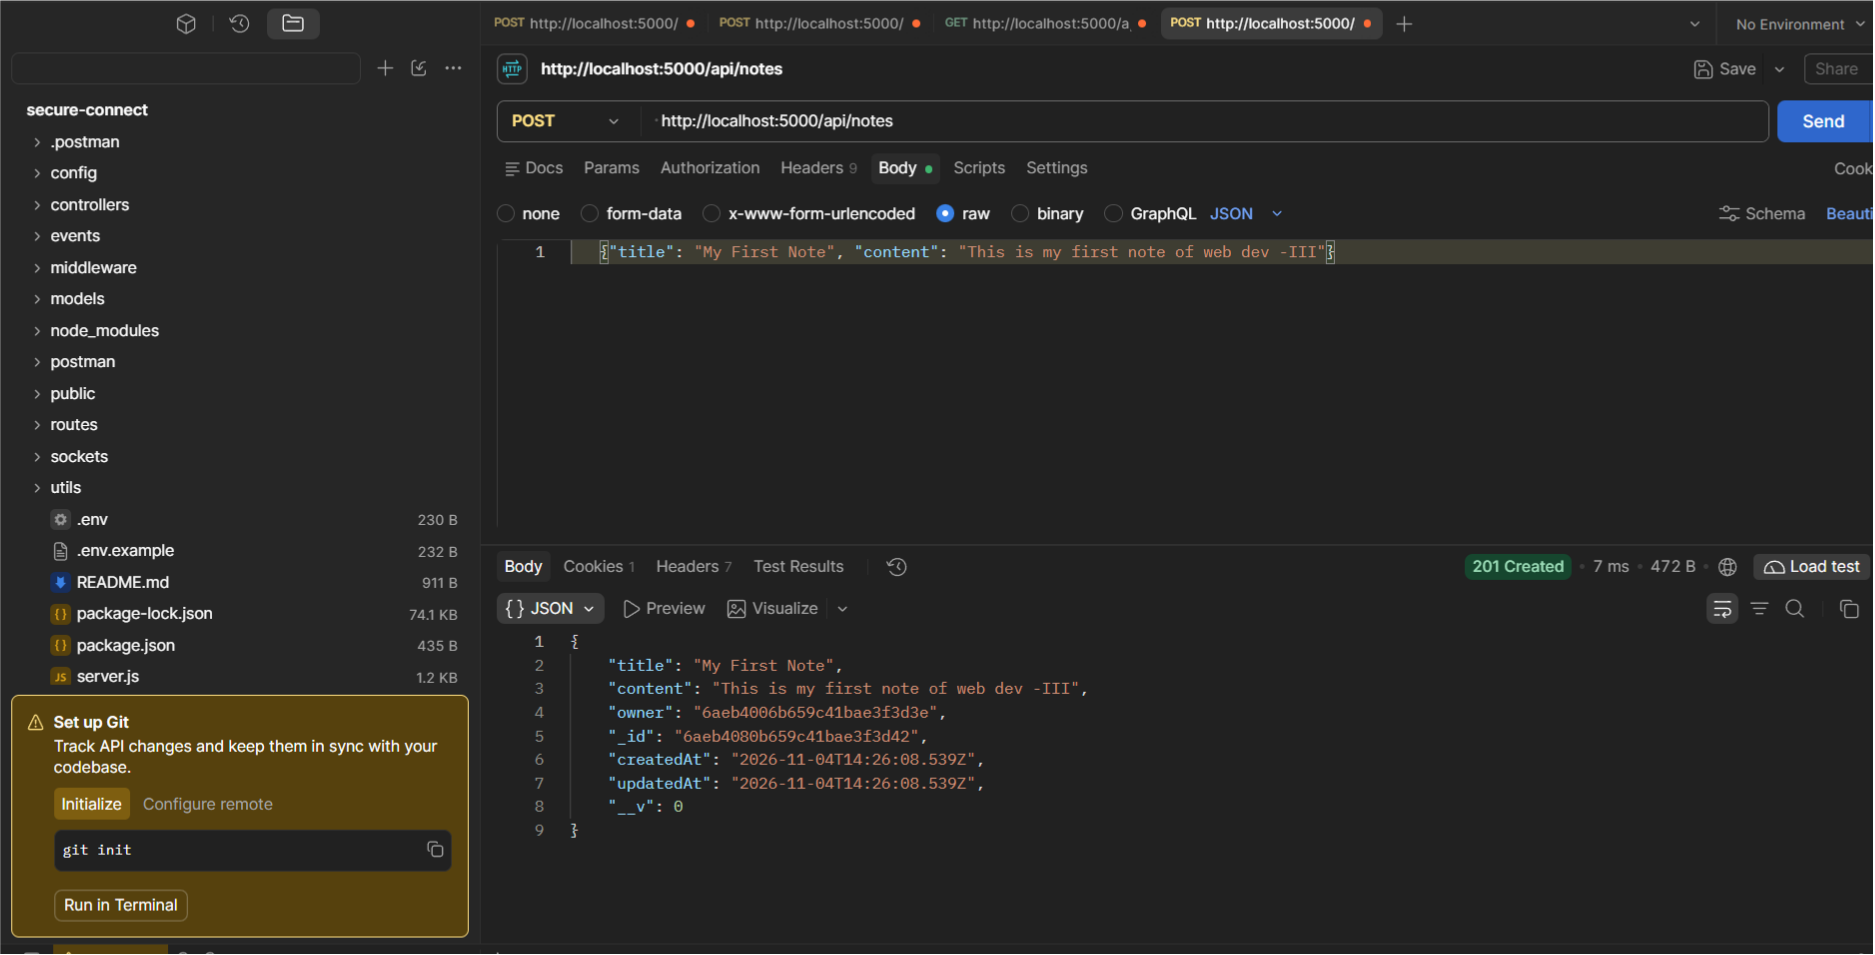 POST http://localhost:5000/ POST http://localhost:5000/ GET http://localhost:5000/a, POST http://localhost:5000/ No Environment
HTTP http://localhost:5000/api/notes Save Share
secure-connect
.postman
config
controllers
events
middleware
models
node_modules
postman
public
routes
sockets
utils
.env 230 B
.env.example 232 B
README.md 911 B
package-lock.json 74.1 KB
package.json 435 B
JS server.js 1.2 KB
Set up Git
Track API changes and keep them in sync with your
codebase.
Initialize Configure remote
git init
Run in Terminal
POST http://localhost:5000/api/notes Send
Docs Params Authorization Headers 9 Body Scripts Settings Cook
none form-data x-www-form-urlencoded raw binary GraphQL JSON Schema Beauti
1 {"title": "My First Note", "content": "This is my first note of web dev -III"}
Body Cookies 1 Headers 7 Test Results 201 Created 7 ms 472 B Load test
{} JSON Preview Visualize
1 {
2 "title": "My First Note",
3 "content": "This is my first note of web dev -III",
4 "owner": "6aeb4006b659c41bae3f3d3e",
5 "_id": "6aeb4080b659c41bae3f3d42",
6 "createdAt": "2026-11-04T14:26:08.539Z",
7 "updatedAt": "2026-11-04T14:26:08.539Z",
8 "__v": 0
9 }